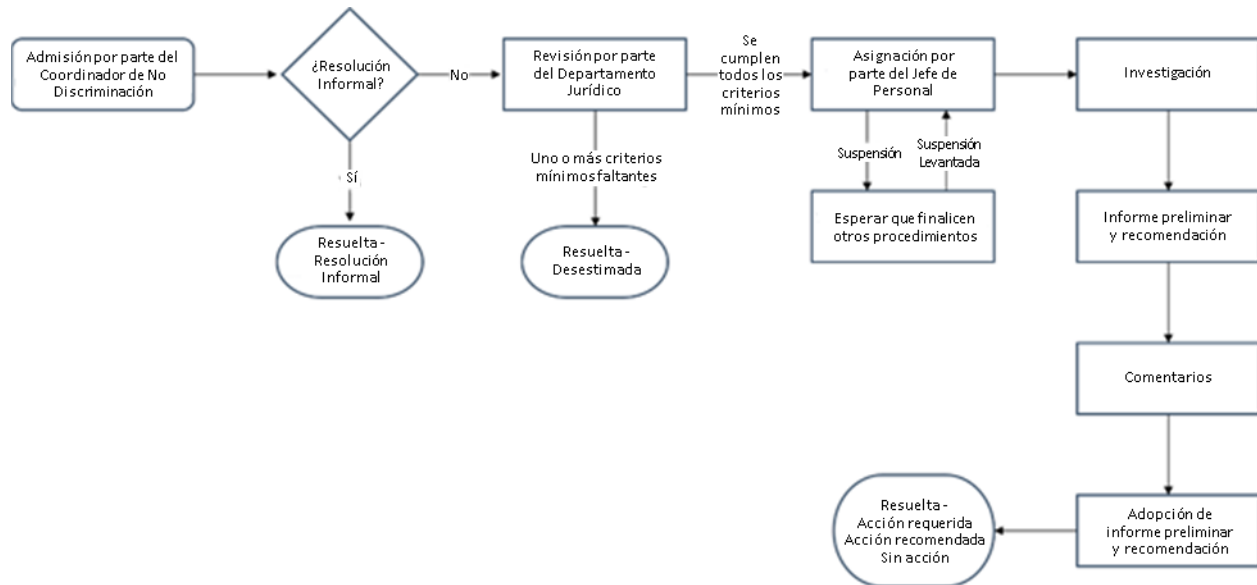 Admisión por parte del
Coordinador de No
Discriminación
¿Resolución
Informal?
No
Sí
Resuelta -
Resolución
Informal
Revisión por parte
del Departamento
Jurídico
Uno o más criterios
mínimos faltantes
Resuelta -
Desestimada
Se
cumplen
todos los
criterios
mínimos
Asignación por
parte del Jefe de
Personal
Suspensión
Suspensión
Levantada
Esperar que finalicen
otros procedimientos
Investigación
Informe preliminar
y recomendación
Comentarios
Adopción de
informe preliminar
y recomendación
Resuelta -
Acción requerida
Acción recomendada
Sin acción